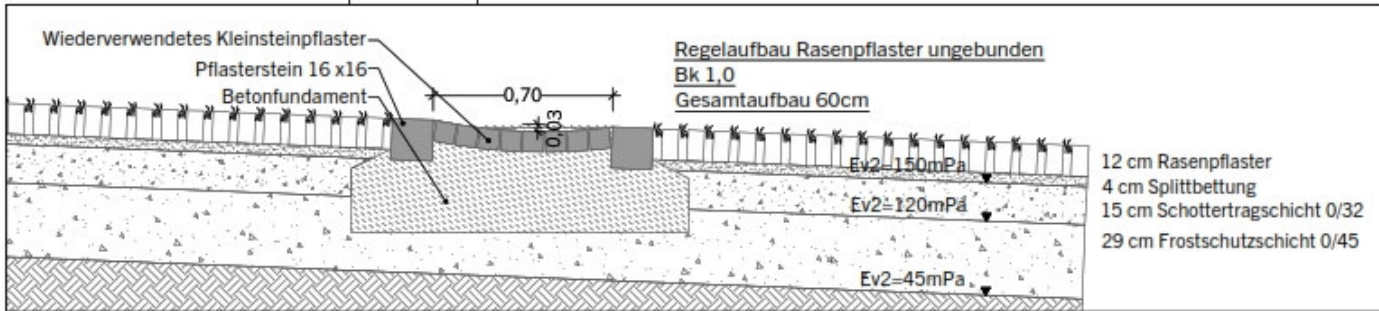 Wiederverwendetes Kleinsteinpflaster
Pflasterstein 16 x16
Betonfundament
0,70
0,03
Regelaufbau Rasenpflaster ungebunden
Bk 1,0
Gesamtaufbau 60cm
Ev2=150mPa
Ev2=120mPa
Ev2=45mPa
12 cm Rasenpflaster
4 cm Splittbettung
15 cm Schottertragschicht 0/32
29 cm Frostschutzschicht 0/45